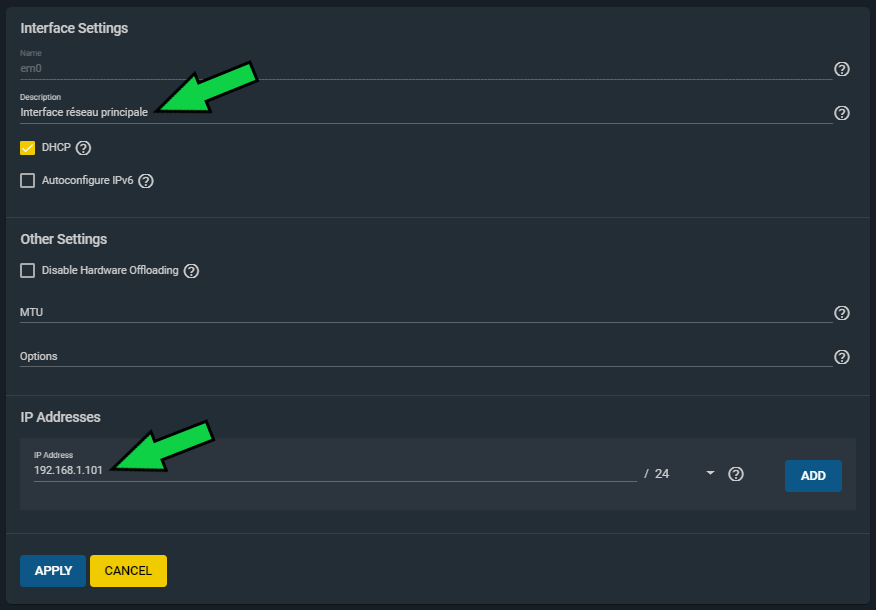 Interface Settings
Name
em0
Description
Interface réseau principale
DHCP
Autoconfigure IPv6
Other Settings
Disable Hardware Offloading
MTU
Options
IP Addresses
IP Address
192.168.1.101 / 24
ADD
APPLY CANCEL